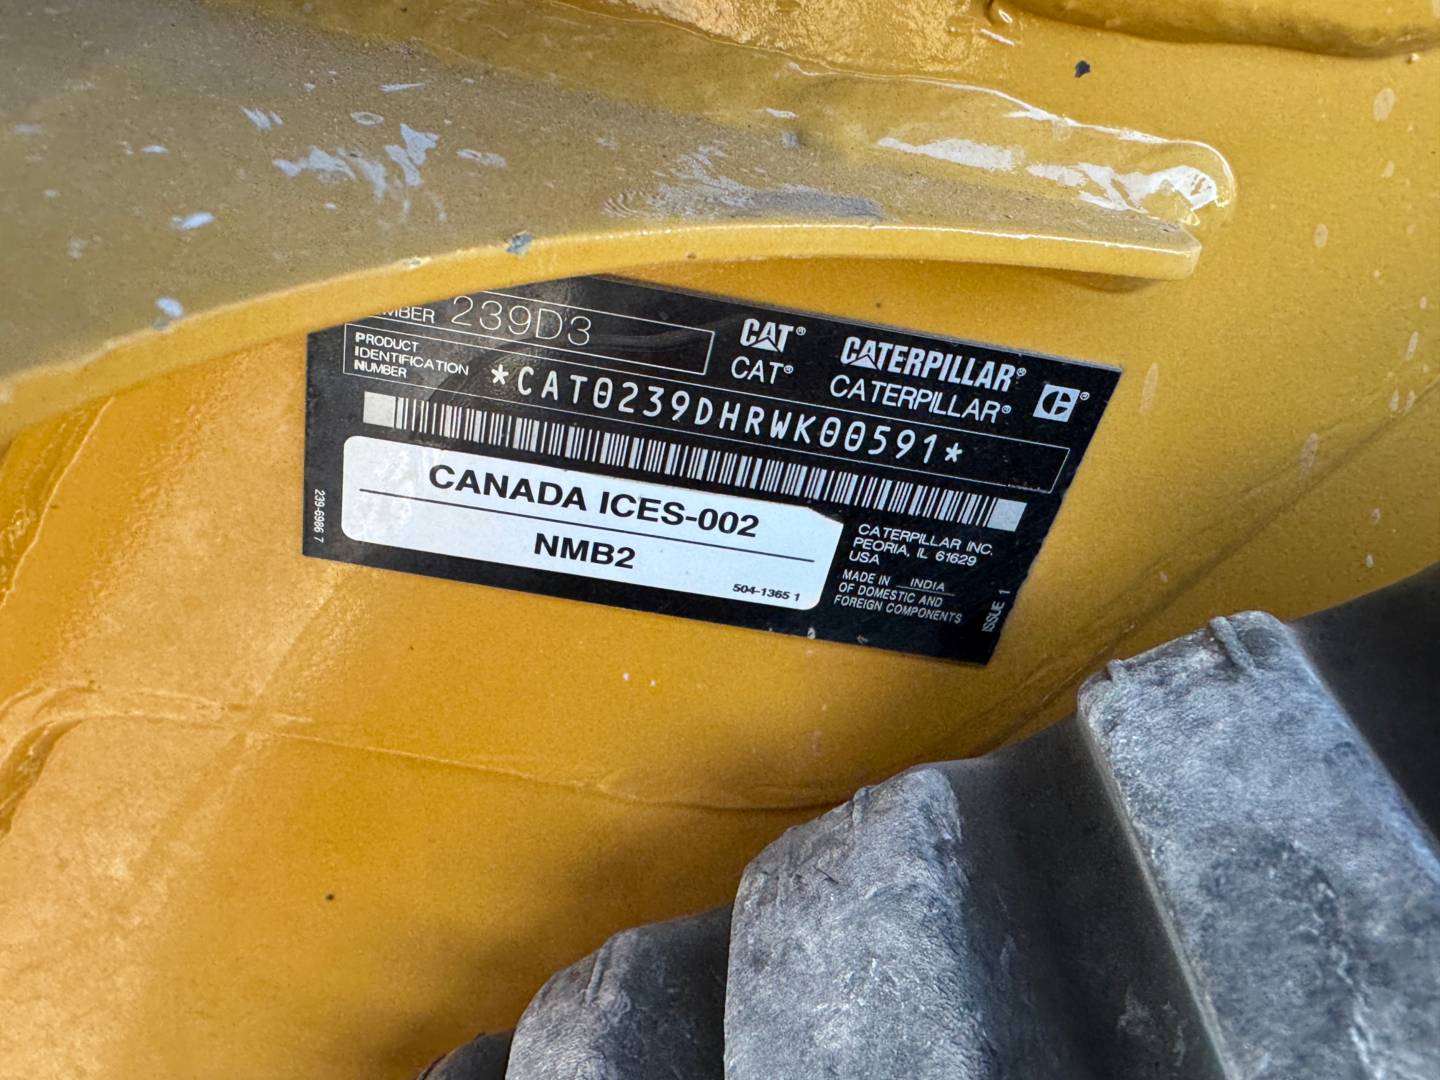 239D3
PRODUCT
IDENTIFICATION
NUMBER
*CAT0239DHRWK00591*
CAT®
CAT®
CATERPILLAR®
CATERPILLAR®
C®
CANADA ICES-002
NMB2
504-1365 1
239-6986 7
CATERPILLAR INC.
PEORIA, IL 61629
USA
MADE IN INDIA
OF DOMESTIC AND
FOREIGN COMPONENTS
ISSUE 1